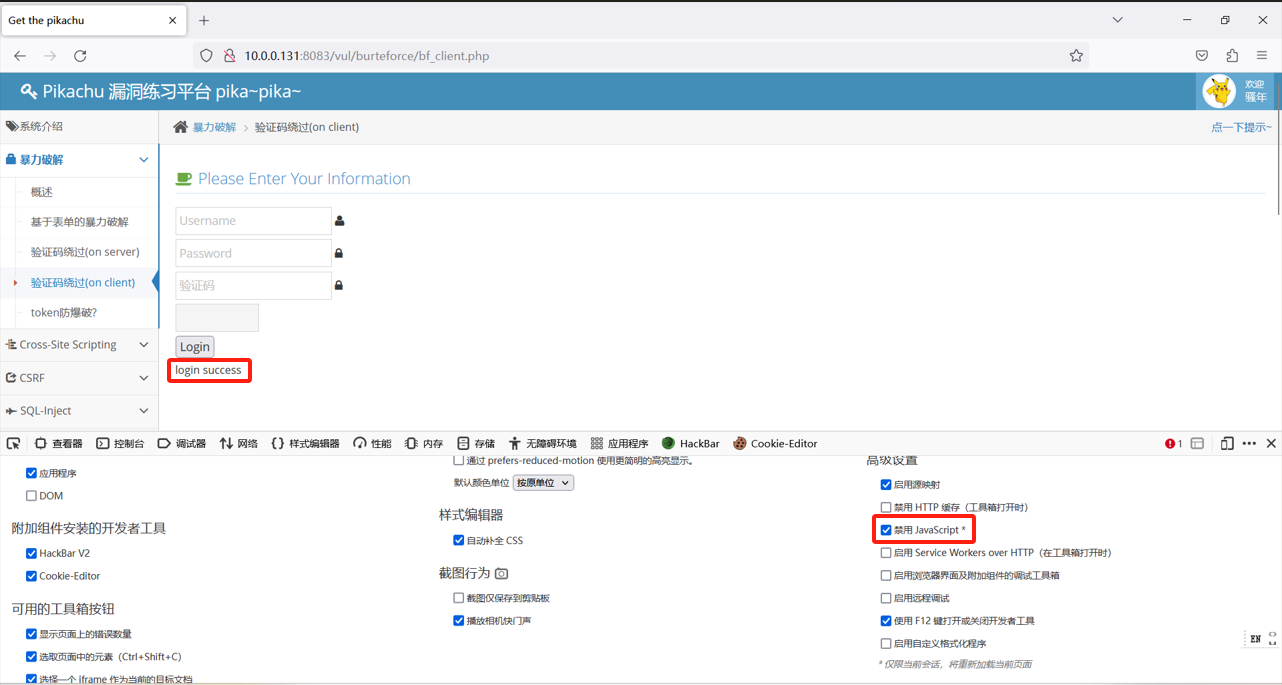 Get the pikachu
10.0.0.131:8083/vul/burteforce/bf_client.php
Pikachu 漏洞练习平台 pika~pika~
欢迎
骚年
系统介绍
暴力破解 › 验证码绕过(on client)
点一下提示~
暴力破解
概述
基于表单的暴力破解
验证码绕过(on server)
验证码绕过(on client)
token防爆破?
Cross-Site Scripting
CSRF
SQL-Inject
Please Enter Your Information
Username
Password
验证码
Login
login success
查看器 控制台 调试器 网络 样式编辑器 性能 内存 存储 无障碍环境 应用程序 HackBar Cookie-Editor 1
应用程序
DOM
附加组件安装的开发者工具
HackBar V2
Cookie-Editor
可用的工具箱按钮
显示页面上的错误数量
选取页面中的元素（Ctrl+Shift+C）
选择一个 iframe 作为当前的目标文档
通过 prefers-reduced-motion 使用更简明的高亮显示。
默认颜色单位 按原单位
样式编辑器
自动补全 CSS
截图行为
截图仅保存到剪贴板
播放相机快门声
高级设置
启用源映射
禁用 HTTP 缓存（工具箱打开时）
禁用 JavaScript *
启用 Service Workers over HTTP（在工具箱打开时）
启用浏览器界面及附加组件的调试工具箱
启用远程调试
使用 F12 键打开或关闭开发者工具
启用自定义格式化程序
* 仅限当前会话，将重新加载当前页面
EN